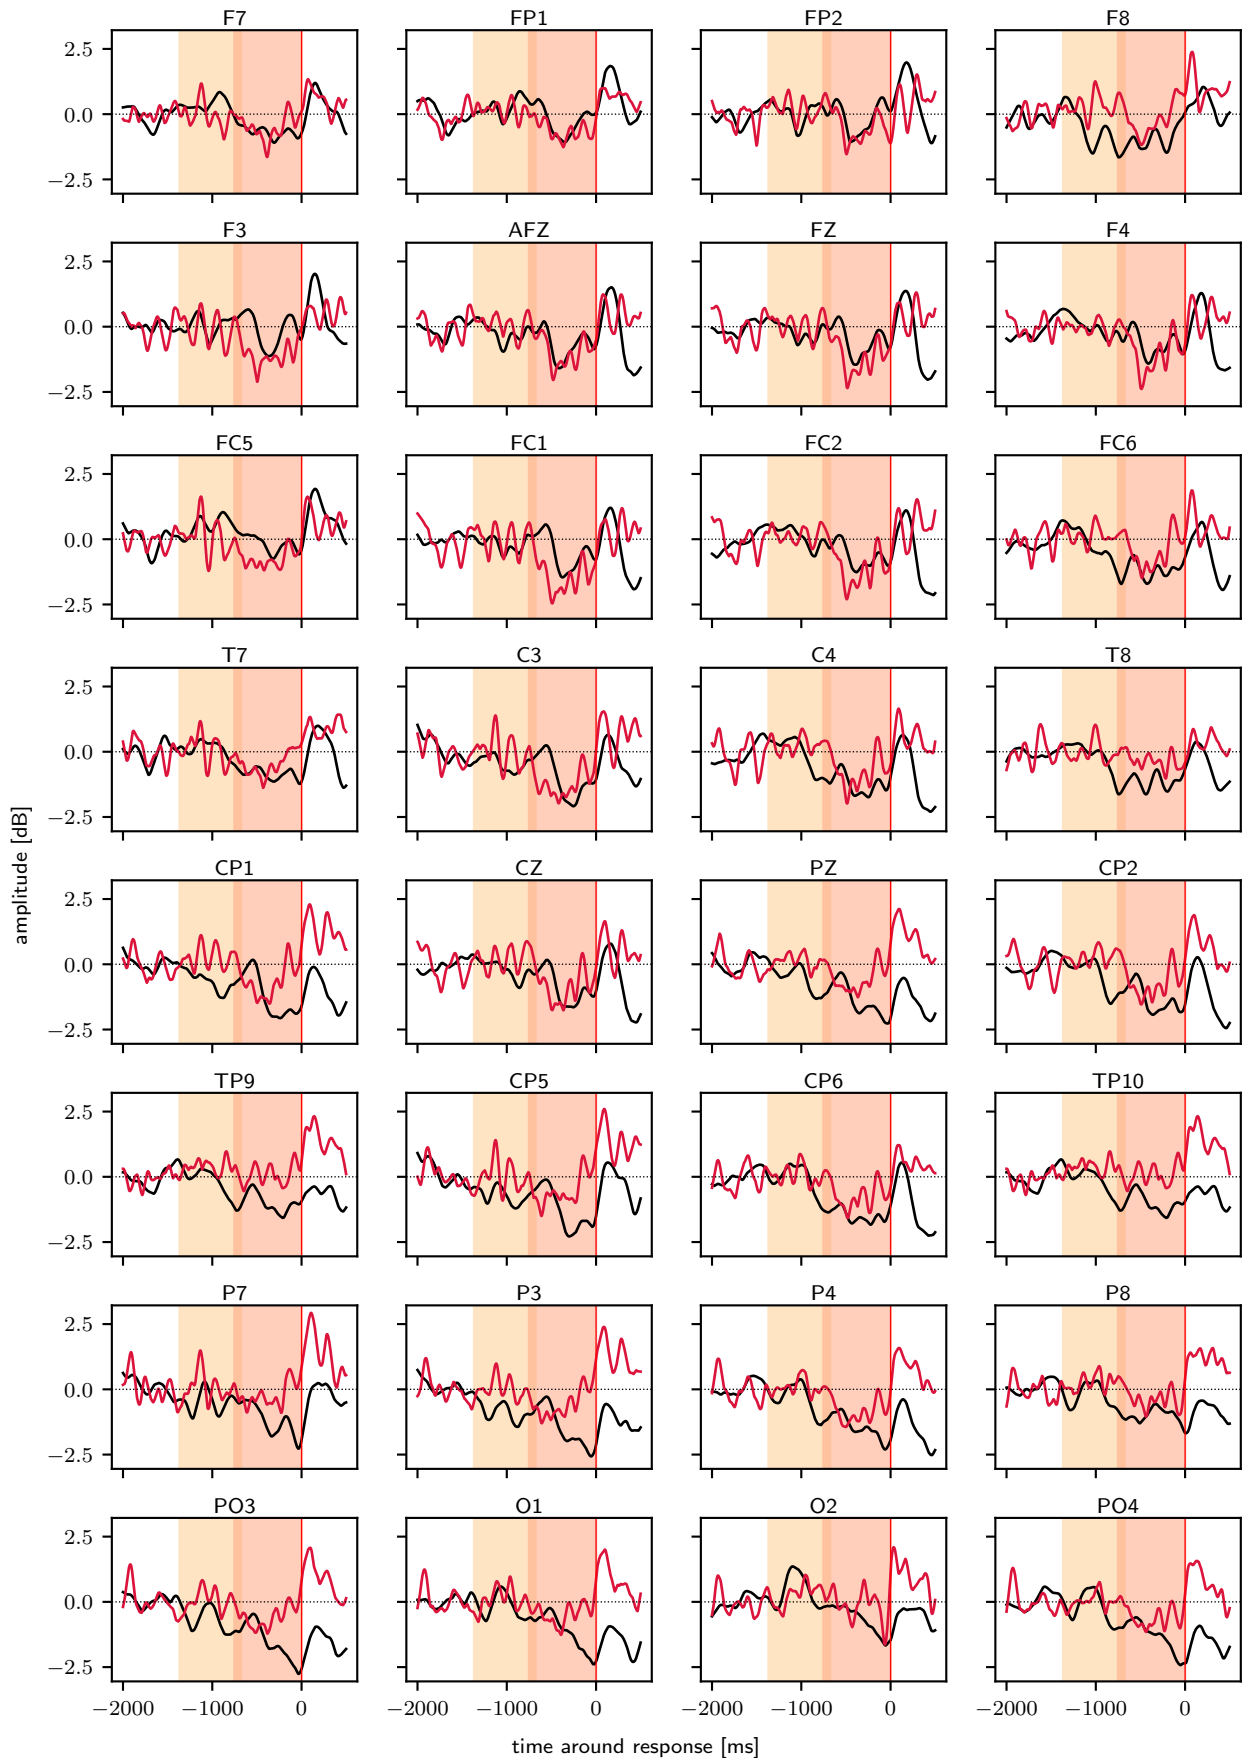 F7 FP1 FP2 F8
2.5
0.0
−2.5
F3 AFZ FZ F4
2.5
0.0
−2.5
FC5 FC1 FC2 FC6
2.5
0.0
−2.5
T7 C3 C4 T8
2.5
0.0
−2.5
amplitude [dB]
CP1 CZ PZ CP2
2.5
0.0
−2.5
TP9 CP5 CP6 TP10
2.5
0.0
−2.5
P7 P3 P4 P8
2.5
0.0
−2.5
PO3 O1 O2 PO4
2.5
0.0
−2.5
−2000 −1000 0 −2000 −1000 0 −2000 −1000 0 −2000 −1000 0
time around response [ms]